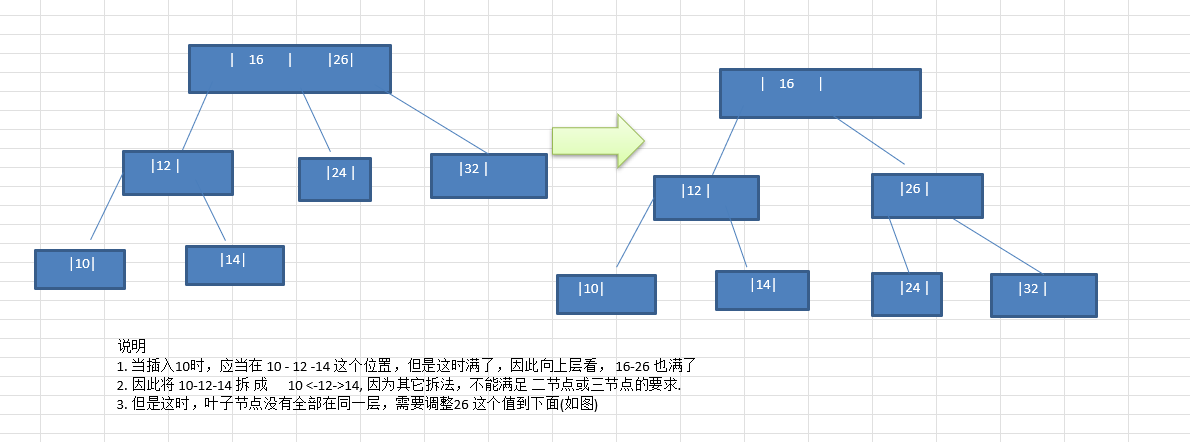 | 16 | |26|
| 16 |
|12 | |24 | |32 |
|12 | |26 |
|10| |14|
|10| |14| |24 | |32 |
说明
1. 当插入10时，应当在 10 - 12 -14 这个位置，但是这时满了，因此向上层看， 16-26 也满了
2. 因此将 10-12-14 拆 成 10 <-12->14, 因为其它拆法，不能满足 二节点或三节点的要求.
3. 但是这时，叶子节点没有全部在同一层，需要调整26 这个值到下面(如图)